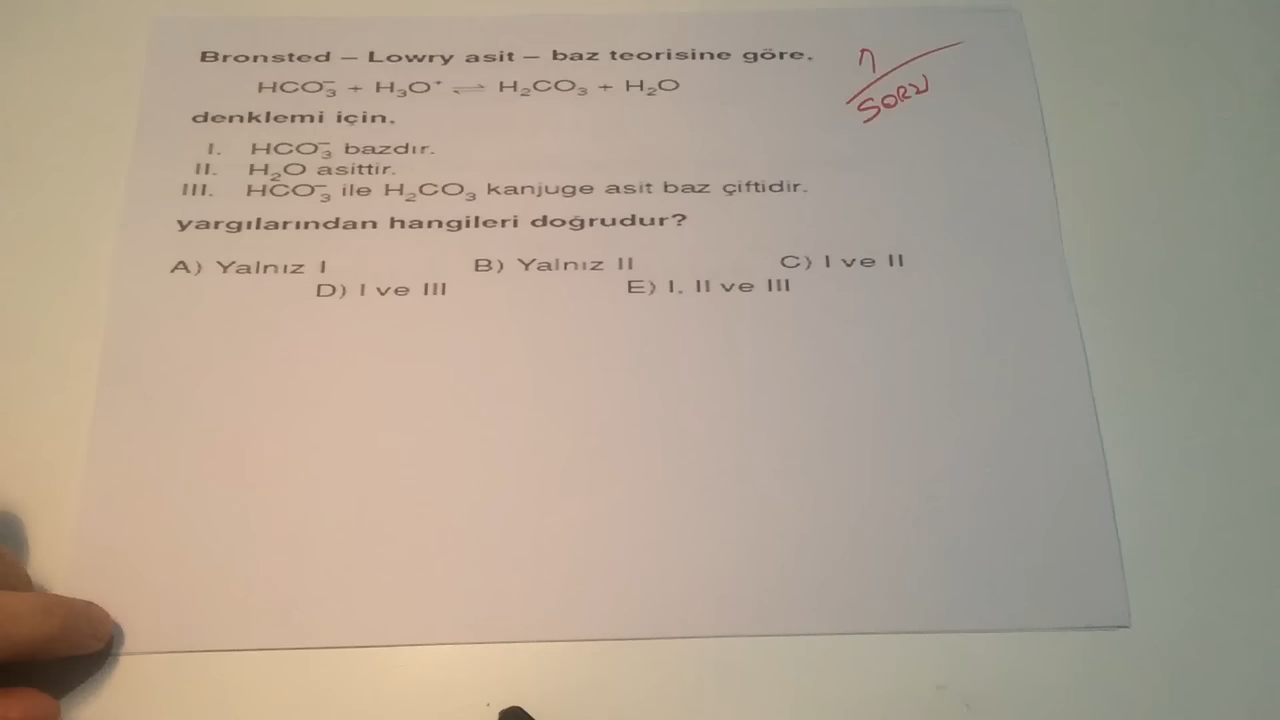 Bronsted – Lowry asit – baz teorisine göre,
HCO₃⁻ + H₃O⁺ ⇌ H₂CO₃ + H₂O
denklemi için,
I. HCO₃⁻ bazdır.
II. H₂O asittir.
III. HCO₃⁻ ile H₂CO₃ kanjuge asit baz çiftidir.
yargılarından hangileri doğrudur?
A) Yalnız I B) Yalnız II C) I ve II
D) I ve III E) I, II ve III
SORU